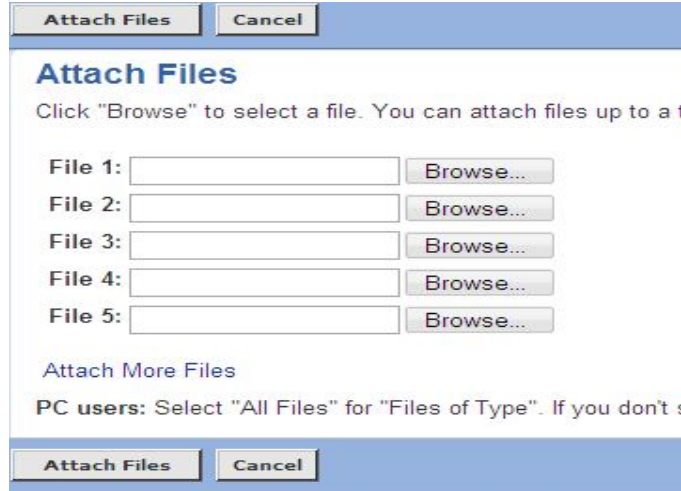 Attach Files Cancel
Attach Files
Click "Browse" to select a file. You can attach files up to a
File 1: Browse...
File 2: Browse...
File 3: Browse...
File 4: Browse...
File 5: Browse...
Attach More Files
PC users: Select "All Files" for "Files of Type". If you don't
Attach Files Cancel